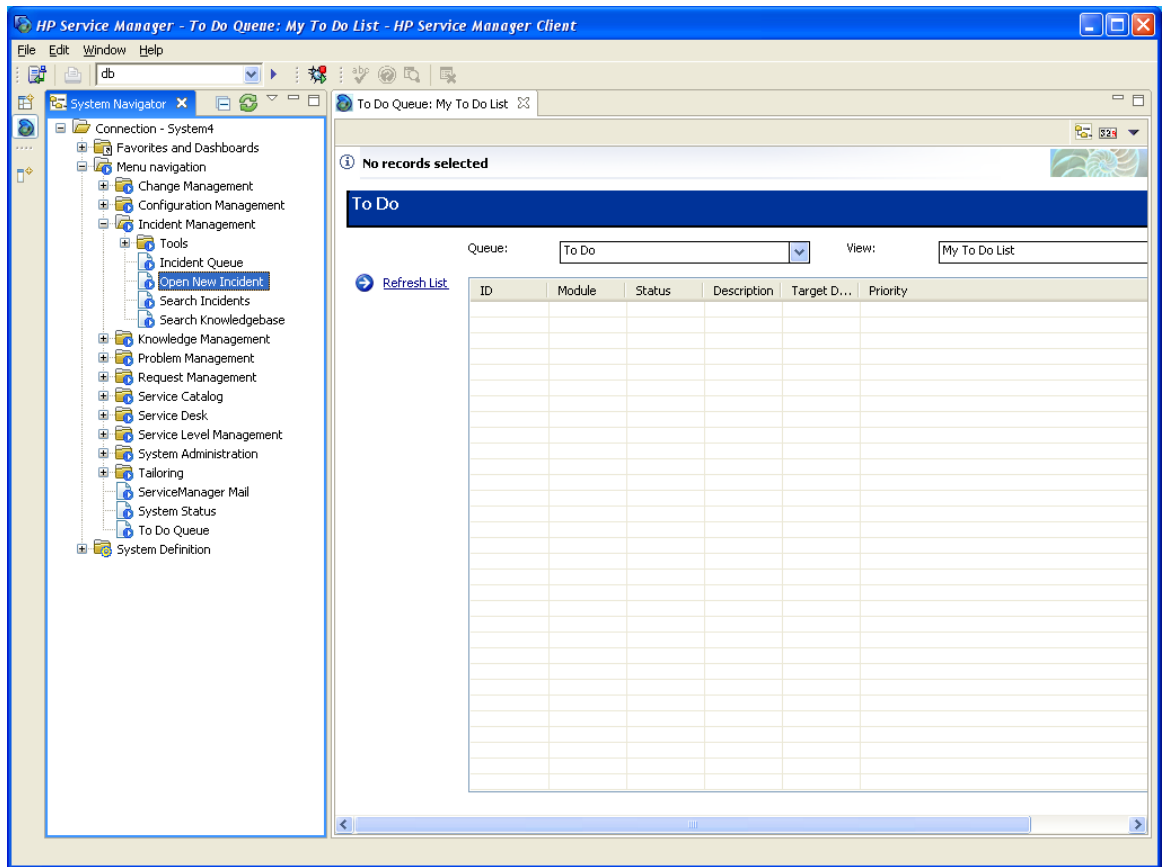 HP Service Manager - To Do Queue: My To Do List - HP Service Manager Client
File Edit Window Help
db
System Navigator
To Do Queue: My To Do List
Connection - System4
Favorites and Dashboards
Menu navigation
Change Management
Configuration Management
Incident Management
Tools
Incident Queue
Open New Incident
Search Incidents
Search Knowledgebase
Knowledge Management
Problem Management
Request Management
Service Catalog
Service Desk
Service Level Management
System Administration
Tailoring
ServiceManager Mail
System Status
To Do Queue
System Definition
No records selected
To Do
Queue: To Do View: My To Do List
Refresh List
ID Module Status Description Target D... Priority